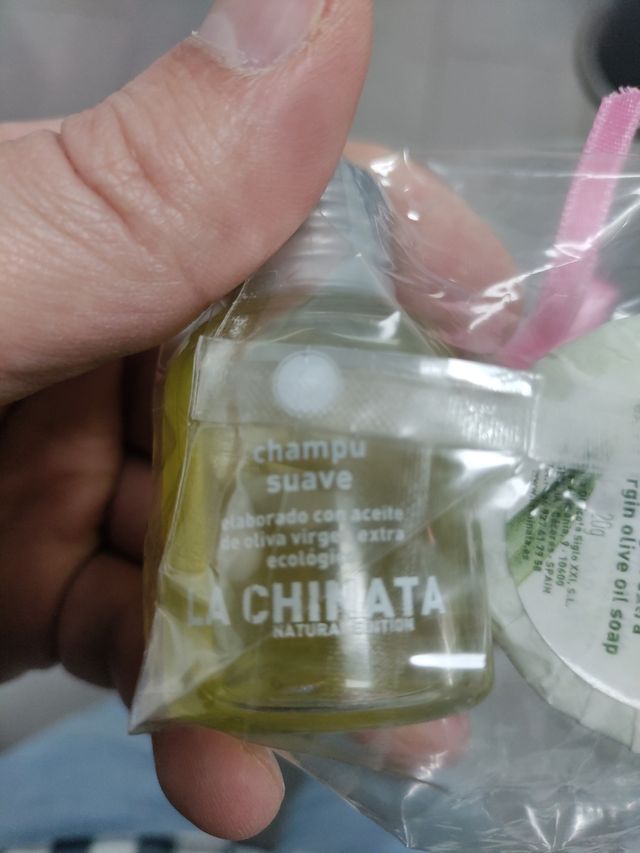 champu
suave
elaborado con aceite
de oliva virgen extra
ecológico
LA CHINATA
NATURAL EDITION
rgin olive oil soap
20g
SPAIN